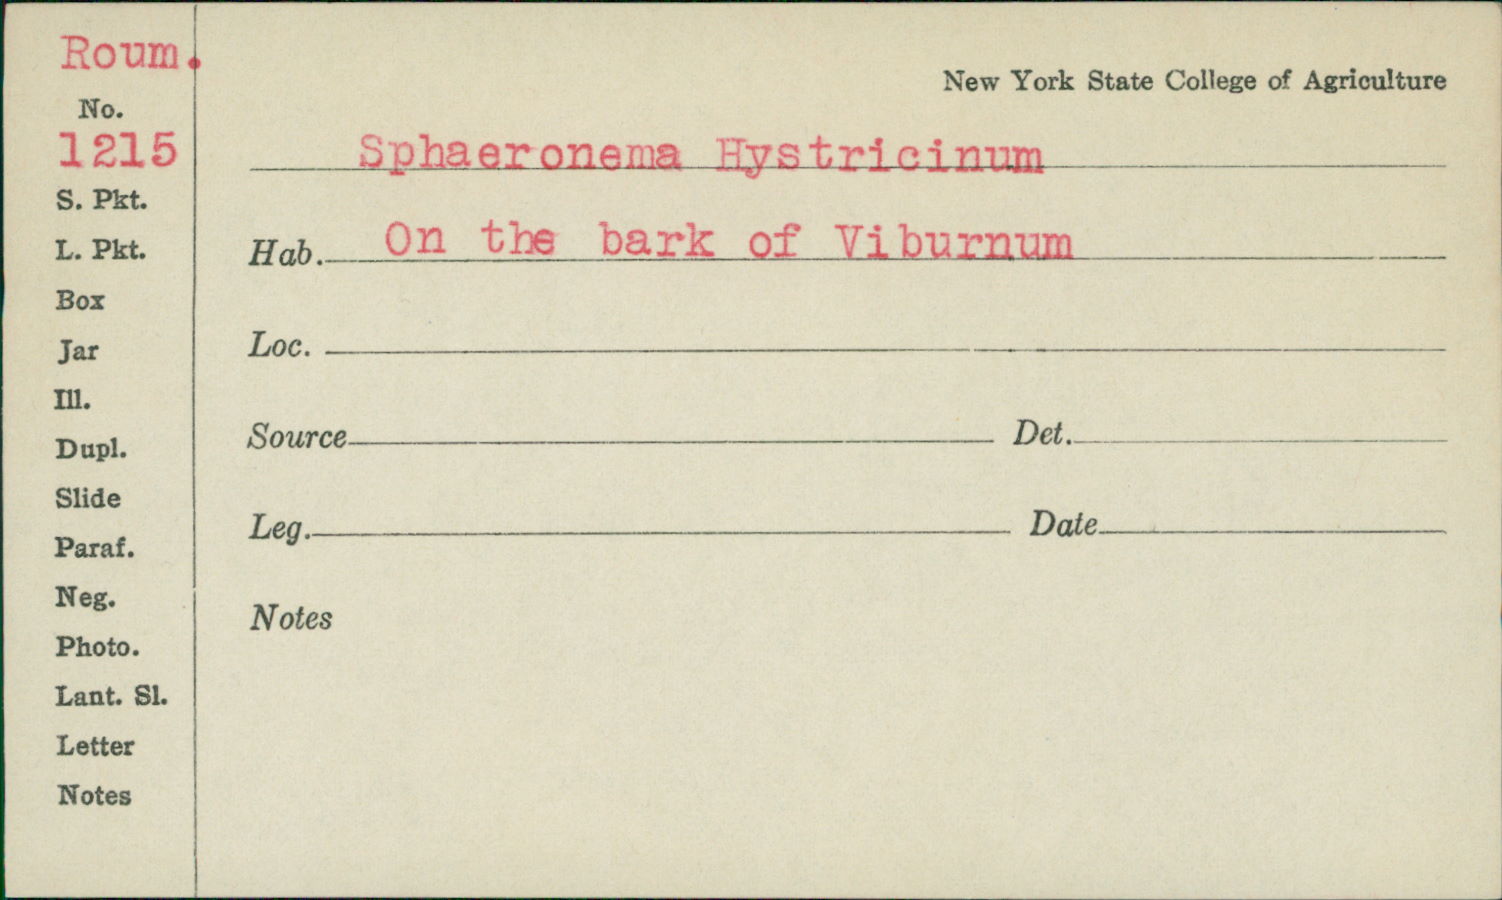 Roum.
No.
1215
S. Pkt.
L. Pkt.
Box
Jar
Ill.
Dupl.
Slide
Paraf.
Neg.
Photo.
Lant. Sl.
Letter
Notes
New York State College of Agriculture
Sphaeronema Hystricinum
Hab. On the bark of Viburnum
Loc.
Source Det.
Leg. Date
Notes